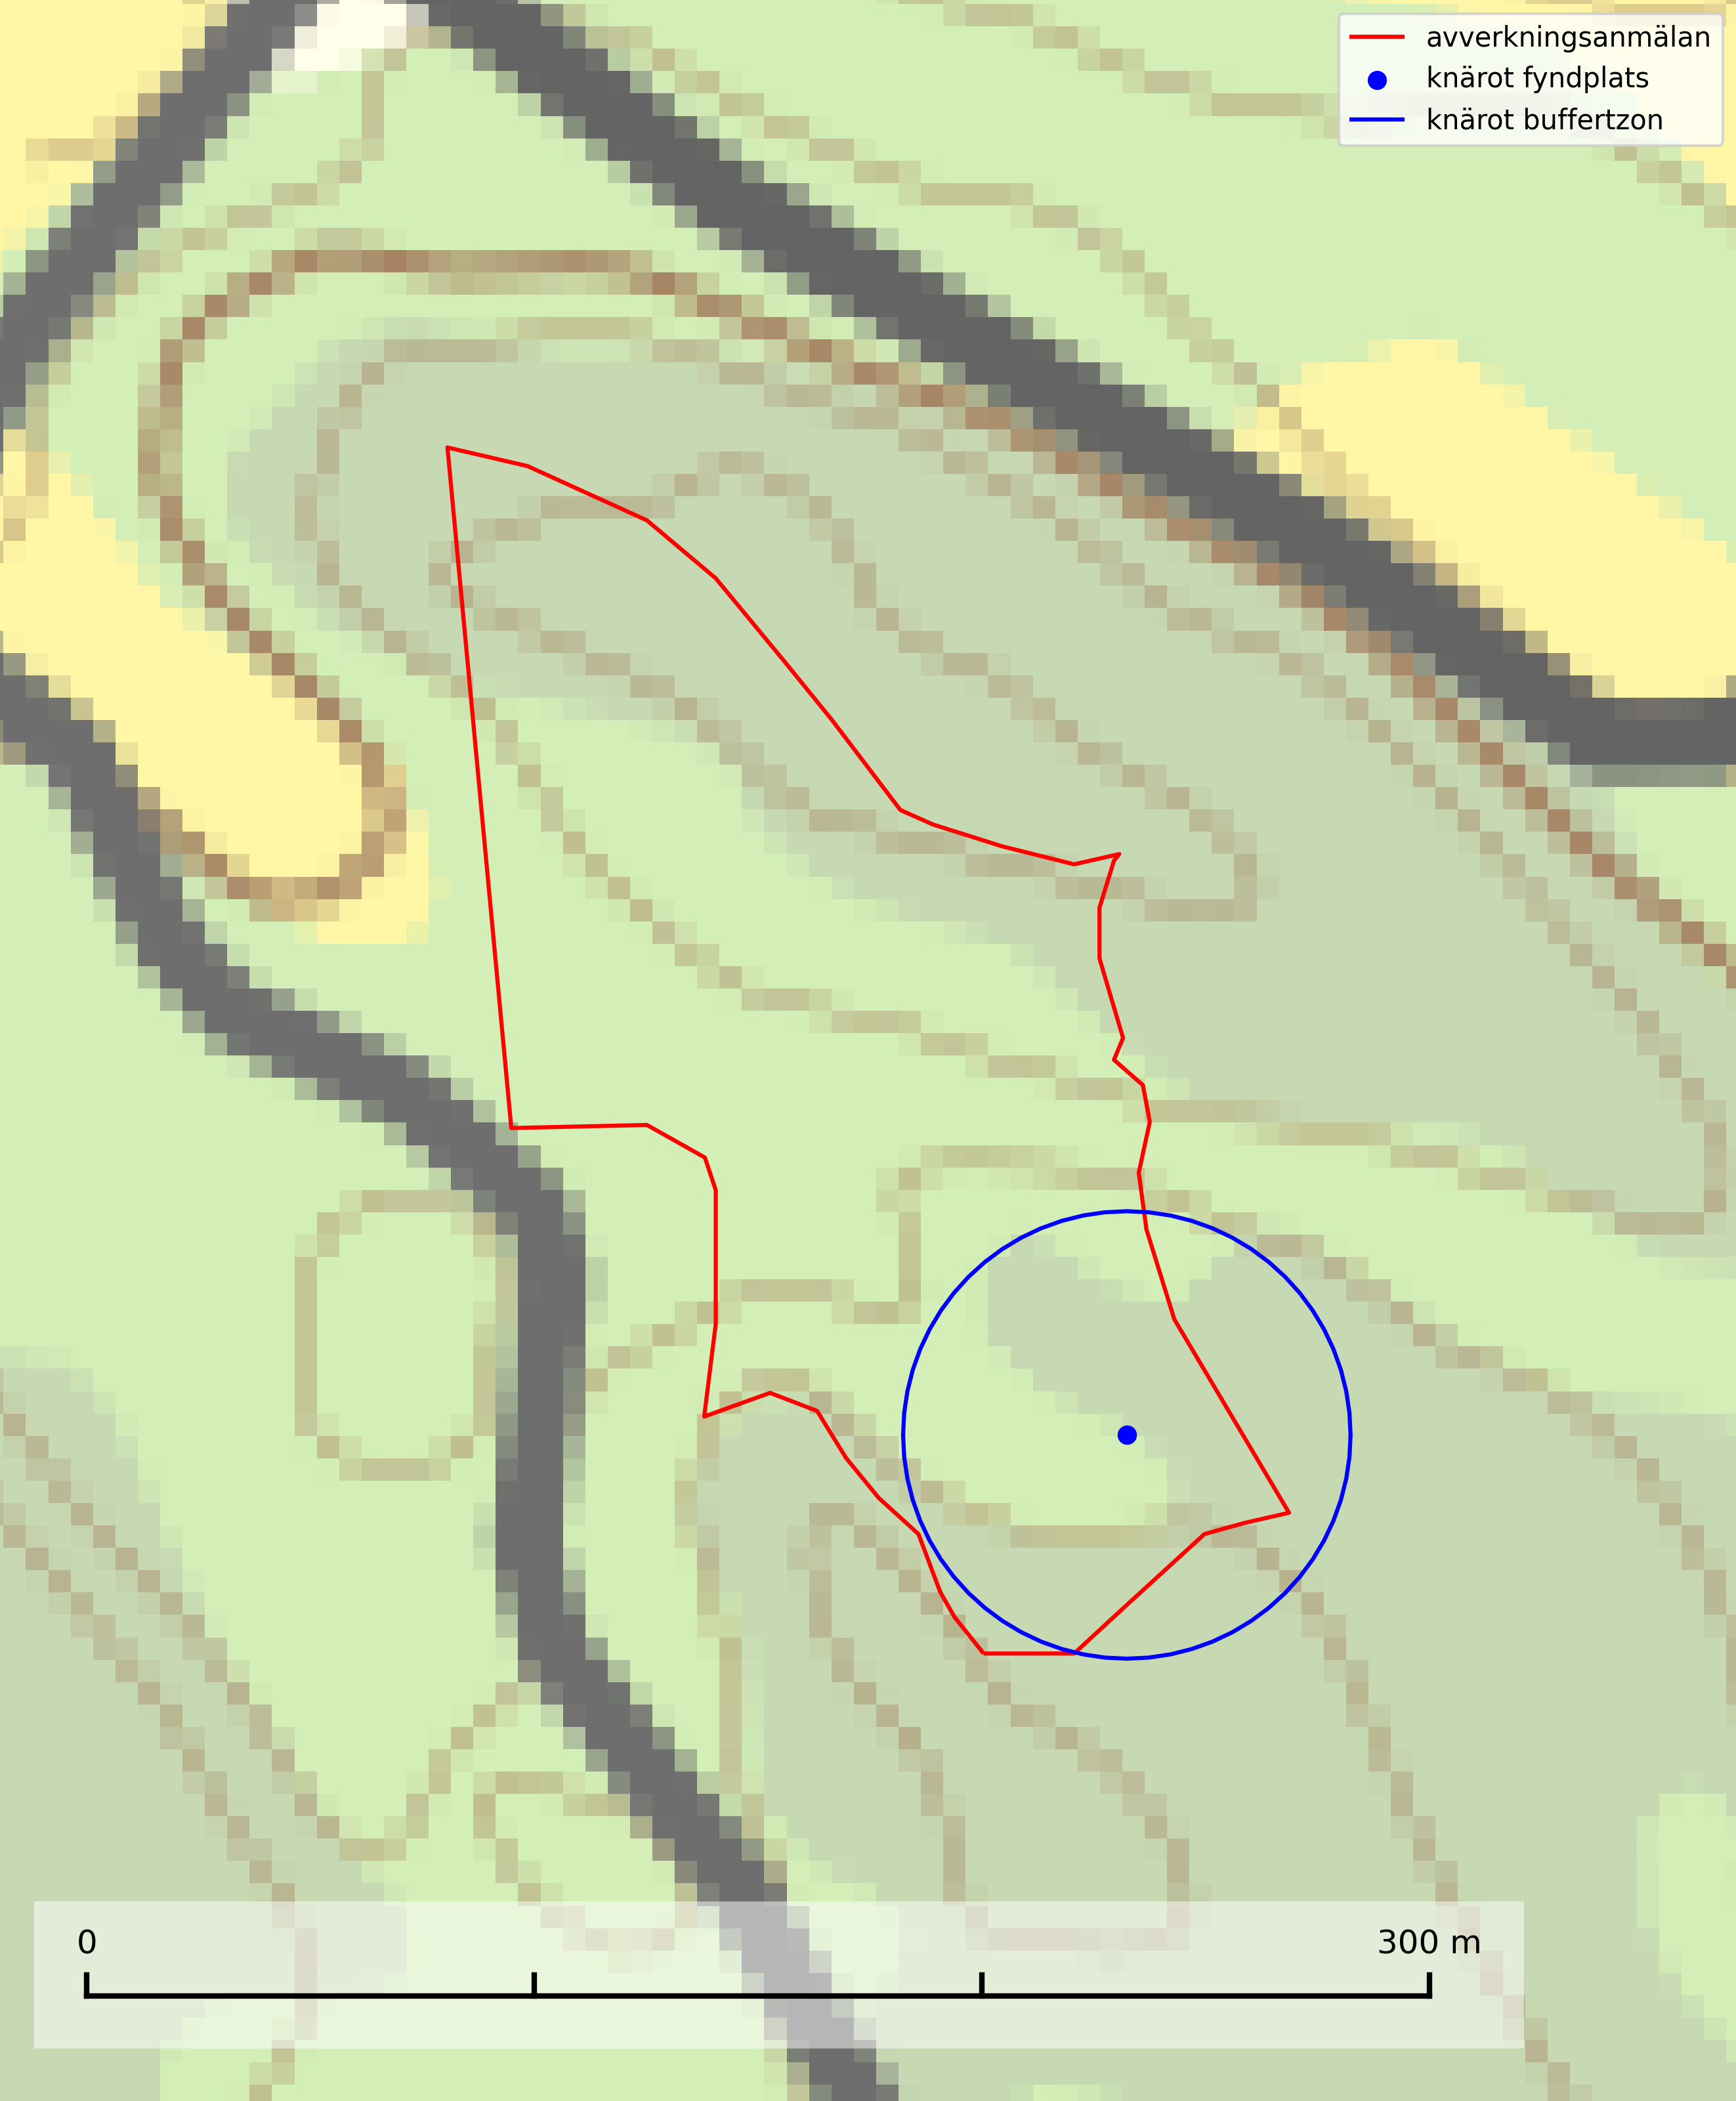 avverkningsanmälan
knärot fyndplats
knärot buffertzon
0 300 m